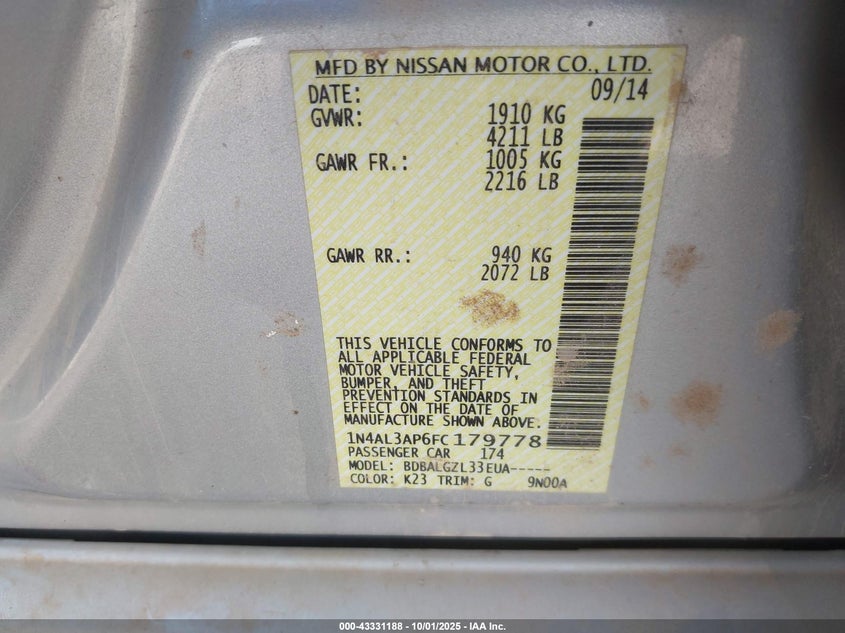 MFD BY NISSAN MOTOR CO., LTD.
DATE: 09/14
GVWR: 1910 KG
4211 LB
GAWR FR.: 1005 KG
2216 LB
GAWR RR.: 940 KG
2072 LB
THIS VEHICLE CONFORMS TO
ALL APPLICABLE FEDERAL
MOTOR VEHICLE SAFETY,
BUMPER, AND THEFT
PREVENTION STANDARDS IN
EFFECT ON THE DATE OF
MANUFACTURE SHOWN ABOVE.
1N4AL3AP6FC179778
PASSENGER CAR 174
MODEL: BDBALGZL33EUA-----
COLOR: K23 TRIM: G 9N00A
000-43331188 - 10/01/2025 - IAA Inc.